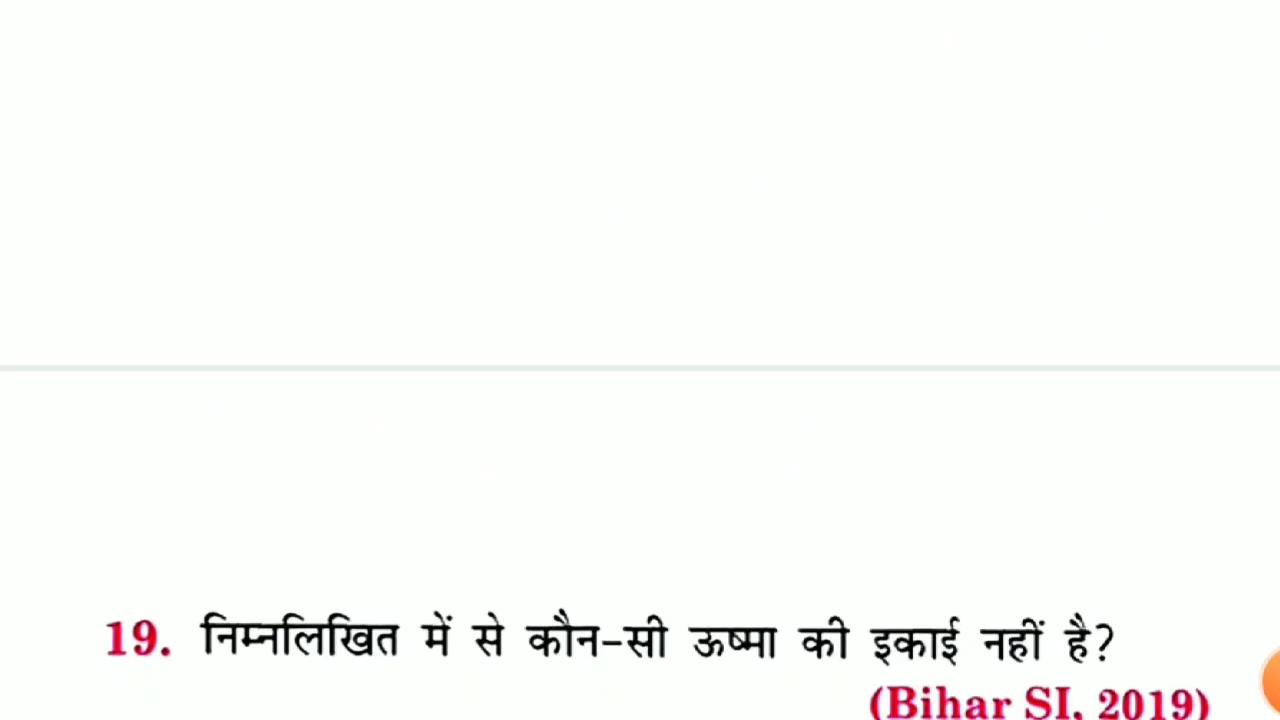 19. निम्नलिखित में से कौन-सी ऊष्मा की इकाई नहीं है?
(Bihar SI, 2019)